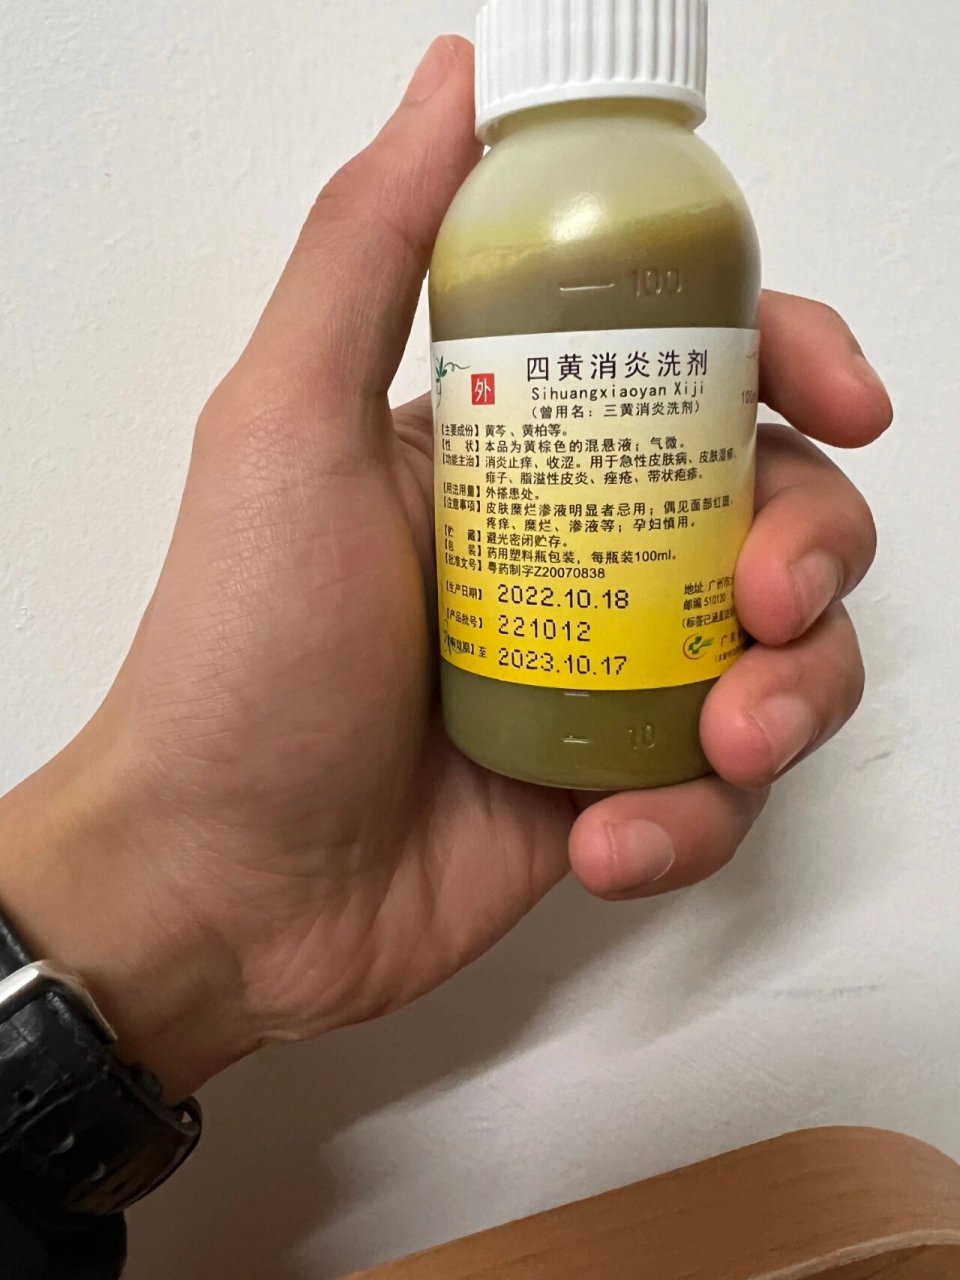 100
四黄消炎洗剂
外
Sihuangxiaoyan Xiji
（曾用名：三黄消炎洗剂）
100m
【主要成份】黄芩、黄柏等。
【性 状】本品为黄棕色的混悬液；气微。
【功能主治】消炎止痒、收涩。用于急性皮肤病、皮肤湿疹、
痱子、脂溢性皮炎、痤疮、带状疱疹。
【用法用量】外搽患处。
【注意事项】皮肤糜烂渗液明显者忌用；偶见面部红斑、
疼痒、糜烂、渗液等；孕妇慎用。
【贮 藏】避光密闭贮存。
【包 装】药用塑料瓶包装，每瓶装100ml。
【批准文号】粤药制字Z20070838
【生产日期】 2022.10.18
地址：广州市
邮编 510120
【产品批号】 221012
（标签已涵盖
【有效期】至 2023.10.17
广
10